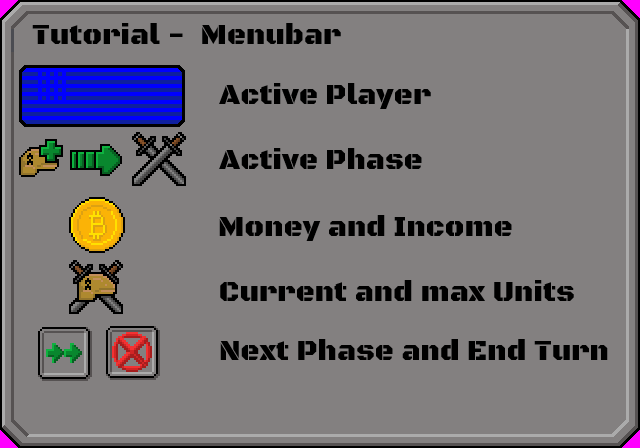 Tutorial - Menubar
Active Player
Active Phase
Money and Income
Current and max Units
Next Phase and End Turn